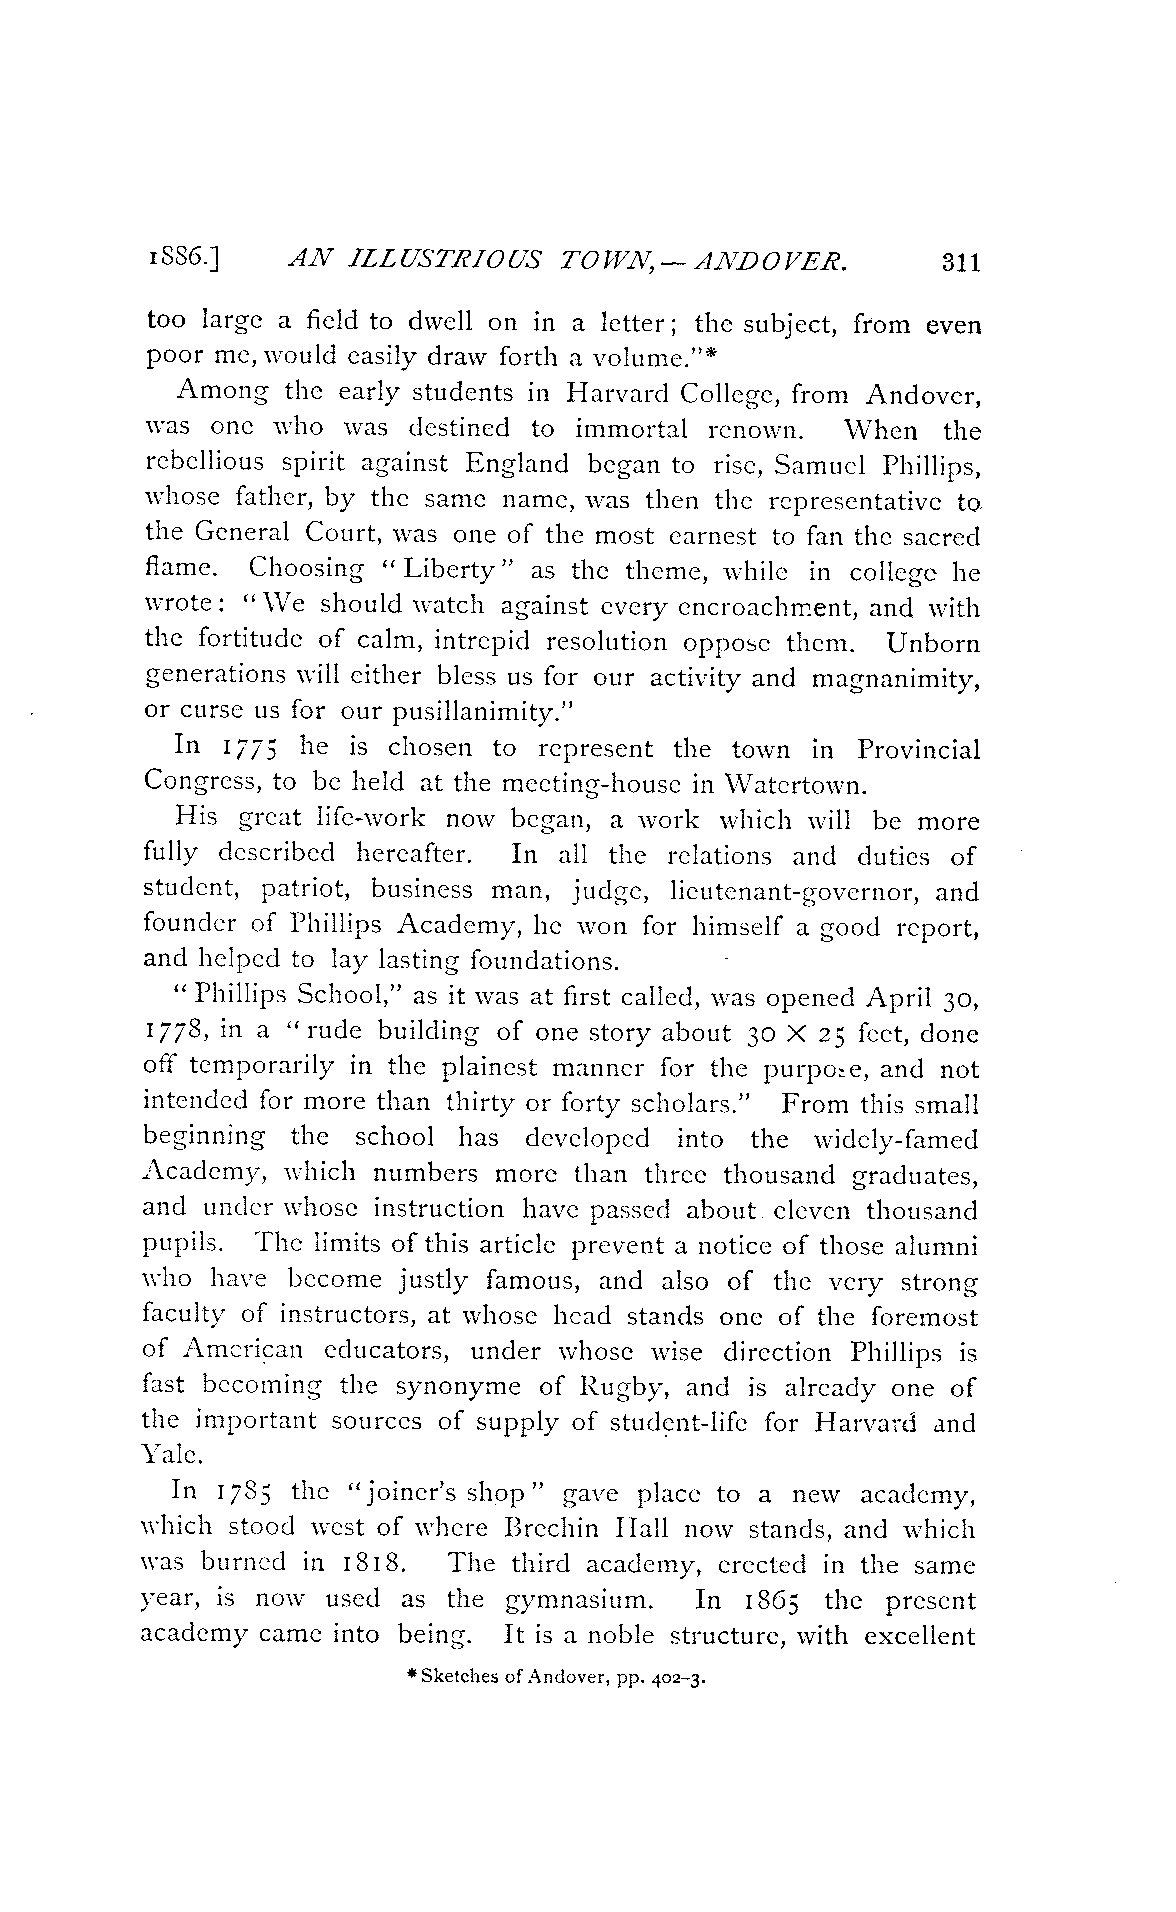 1886.] AN ILLUSTRIOUS TOWN,—ANDOVER. 311
too large a field to dwell on in a letter; the subject, from even
poor me, would easily draw forth a volume."*
Among the early students in Harvard College, from Andover,
was one who was destined to immortal renown. When the
rebellious spirit against England began to rise, Samuel Phillips,
whose father, by the same name, was then the representative to
the General Court, was one of the most earnest to fan the sacred
flame. Choosing "Liberty" as the theme, while in college he
wrote: "We should watch against every encroachment, and with
the fortitude of calm, intrepid resolution oppose them. Unborn
generations will either bless us for our activity and magnanimity,
or curse us for our pusillanimity."
In 1775 he is chosen to represent the town in Provincial
Congress, to be held at the meeting-house in Watertown.
His great life-work now began, a work which will be more
fully described hereafter. In all the relations and duties of
student, patriot, business man, judge, lieutenant-governor, and
founder of Phillips Academy, he won for himself a good report,
and helped to lay lasting foundations.
"Phillips School," as it was at first called, was opened April 30,
1778, in a "rude building of one story about 30 X 25 feet, done
off temporarily in the plainest manner for the purpose, and not
intended for more than thirty or forty scholars." From this small
beginning the school has developed into the widely-famed
Academy, which numbers more than three thousand graduates,
and under whose instruction have passed about eleven thousand
pupils. The limits of this article prevent a notice of those alumni
who have become justly famous, and also of the very strong
faculty of instructors, at whose head stands one of the foremost
of American educators, under whose wise direction Phillips is
fast becoming the synonyme of Rugby, and is already one of
the important sources of supply of student-life for Harvard and
Yale.
In 1785 the "joiner's shop" gave place to a new academy,
which stood west of where Brechin Hall now stands, and which
was burned in 1818. The third academy, erected in the same
year, is now used as the gymnasium. In 1865 the present
academy came into being. It is a noble structure, with excellent
*Sketches of Andover, pp. 402-3.